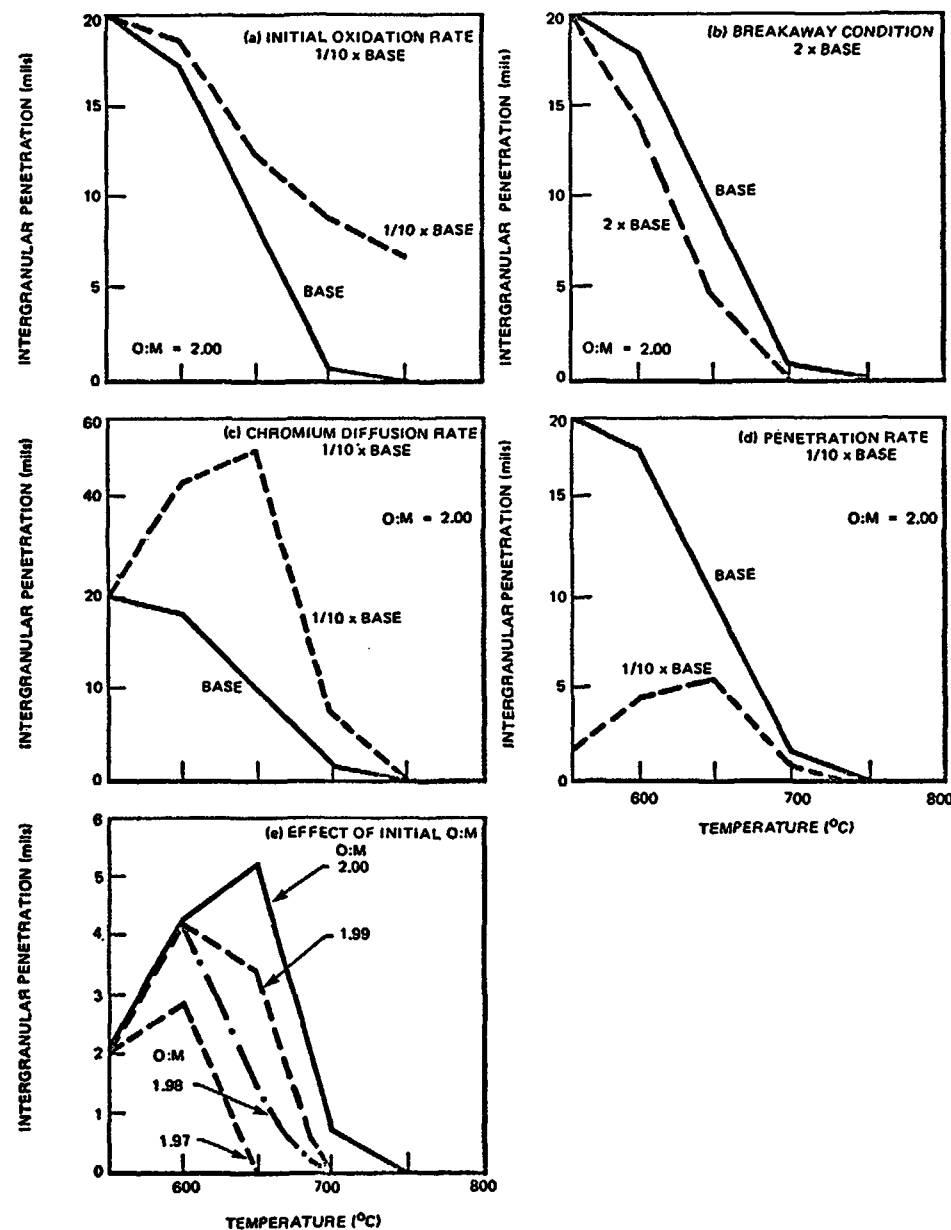 INTERGRANULAR PENETRATION (mils)
20
15
10
5
0
(a) INITIAL OXIDATION RATE
1/10 x BASE
1/10 x BASE
BASE
O:M = 2.00
INTERGRANULAR PENETRATION (mils)
20
15
10
5
0
(b) BREAKAWAY CONDITION
2 x BASE
BASE
2 x BASE
O:M = 2.00
INTERGRANULAR PENETRATION (mils)
60
40
20
10
0
(c) CHROMIUM DIFFUSION RATE
1/10 x BASE
O:M = 2.00
1/10 x BASE
BASE
INTERGRANULAR PENETRATION (mils)
20
15
10
5
0
(d) PENETRATION RATE
1/10 x BASE
O:M = 2.00
BASE
1/10 x BASE
600
700
800
TEMPERATURE (°C)
INTERGRANULAR PENETRATION (mils)
6
5
4
3
2
1
0
(e) EFFECT OF INITIAL O:M
O:M
2.00
1.99
O:M
1.98
1.97
600
700
800
TEMPERATURE (°C)